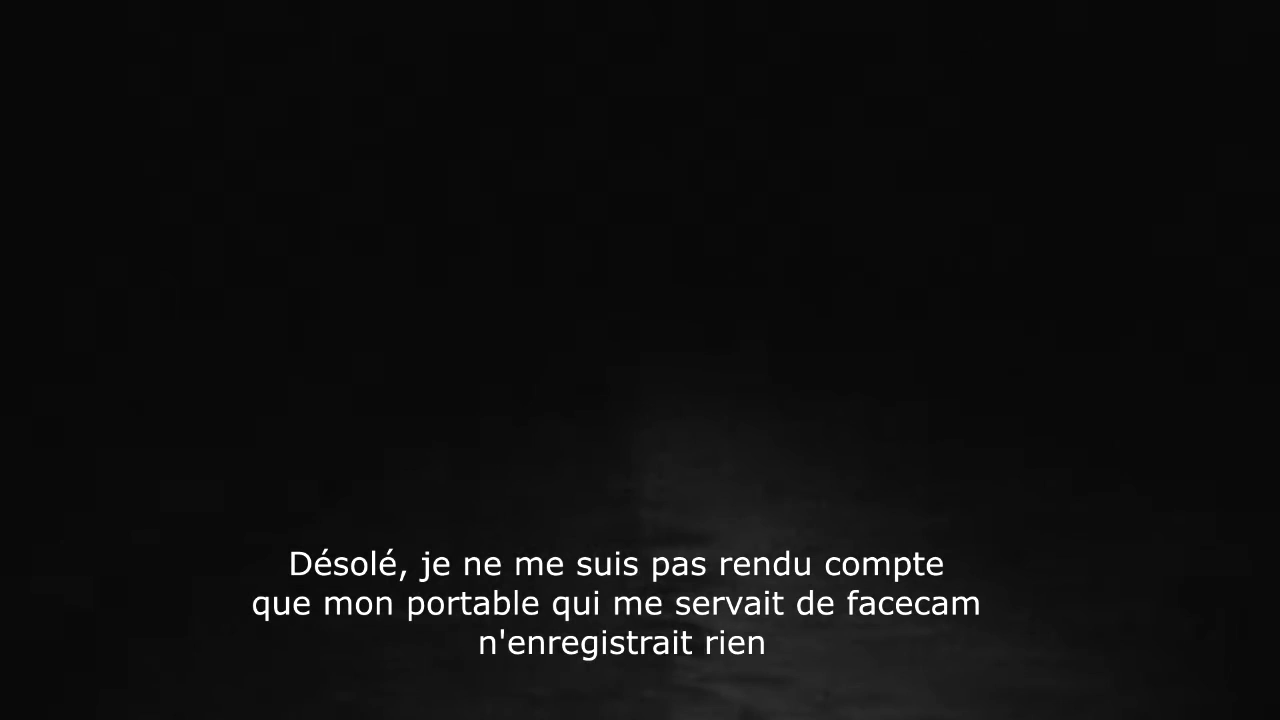 Désolé, je ne me suis pas rendu compte
que mon portable qui me servait de facecam
n'enregistrait rien